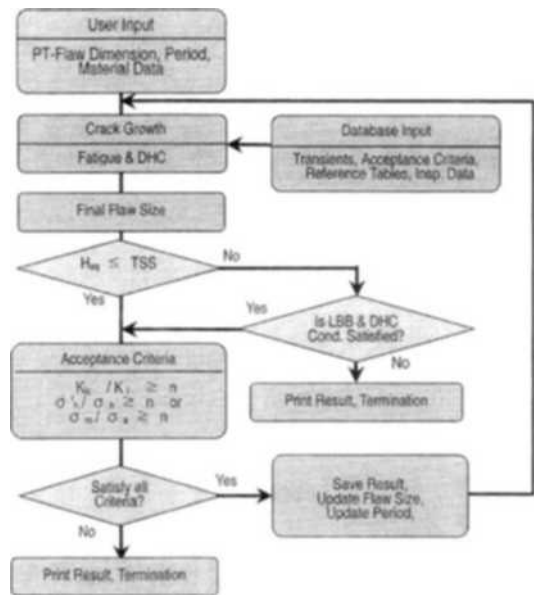 User Input
PT-Flaw Dimension, Period,
Material Data
Crack Growth
Fatigue & DHC
Database Input
Transients, Acceptance Criteria,
Reference Tables, Insp. Data
Final Flaw Size
H ≤ TSS
No
Yes
Yes
Is LBB & DHC
Cond. Satisfied?
No
Print Result, Termination
Acceptance Criteria
K / K ≥ n
σ / σ ≥ n or
σ / σ ≥ n
Satisfy all
Criteria?
Yes
No
Save Result,
Update Flaw Size,
Update Period,
Print Result, Termination